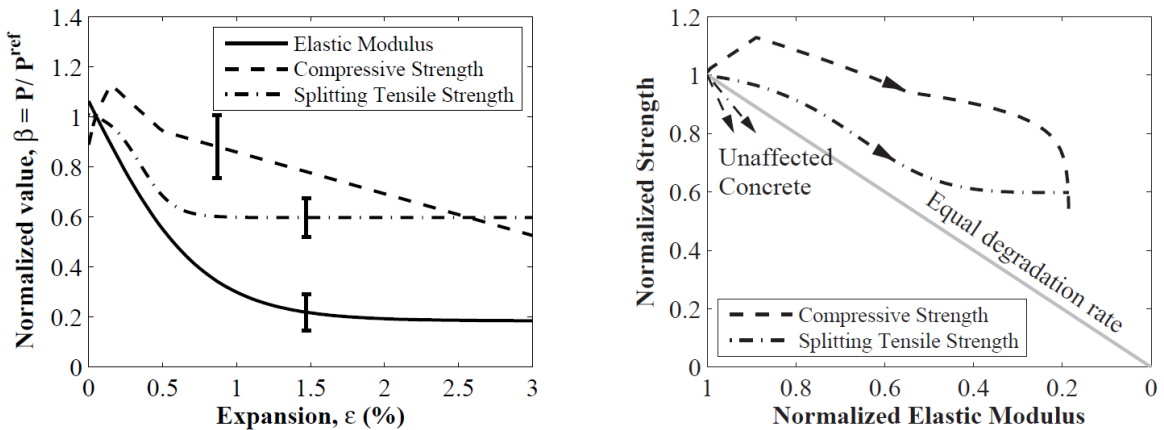 Normalized value, β = P/ P^ref
1.4
1.2
1
0.8
0.6
0.4
0.2
0
Elastic Modulus
Compressive Strength
Splitting Tensile Strength
0 0.5 1 1.5 2 2.5 3
Expansion, ε (%)
Normalized Strength
1.2
1
0.8
0.6
0.4
0.2
0
Unaffected
Concrete
Equal degradation rate
Compressive Strength
Splitting Tensile Strength
1 0.8 0.6 0.4 0.2 0
Normalized Elastic Modulus